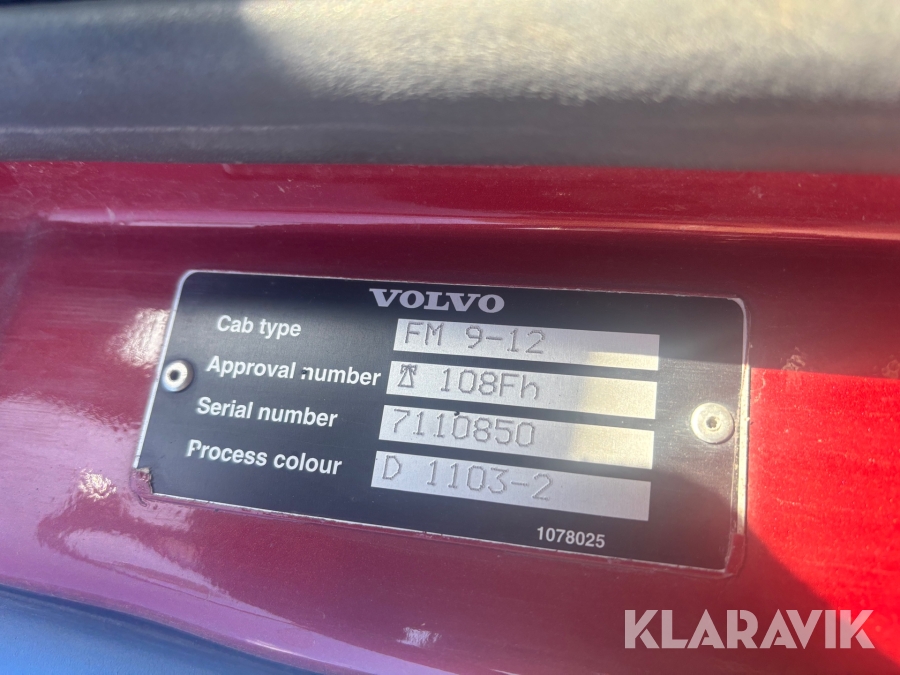 VOLVO
Cab type FM 9-12
Approval number 108Fh
Serial number 7110850
Process colour D 1103-2
1078025
KLARAVIK